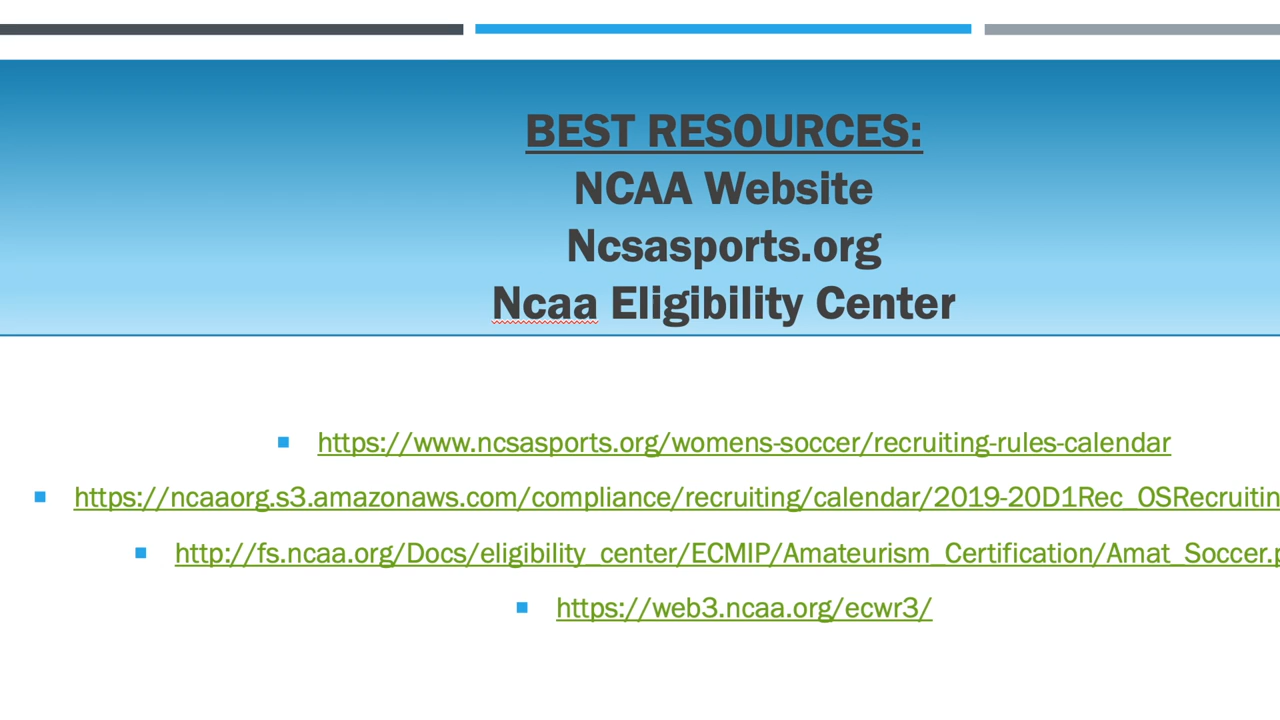 BEST RESOURCES:
NCAA Website
Ncsasports.org
Ncaa Eligibility Center
https://www.ncsasports.org/womens-soccer/recruiting-rules-calendar
https://ncaaorg.s3.amazonaws.com/compliance/recruiting/calendar/2019-20D1Rec_OSRecruitin
http://fs.ncaa.org/Docs/eligibility_center/ECMIP/Amateurism_Certification/Amat_Soccer.p
https://web3.ncaa.org/ecwr3/